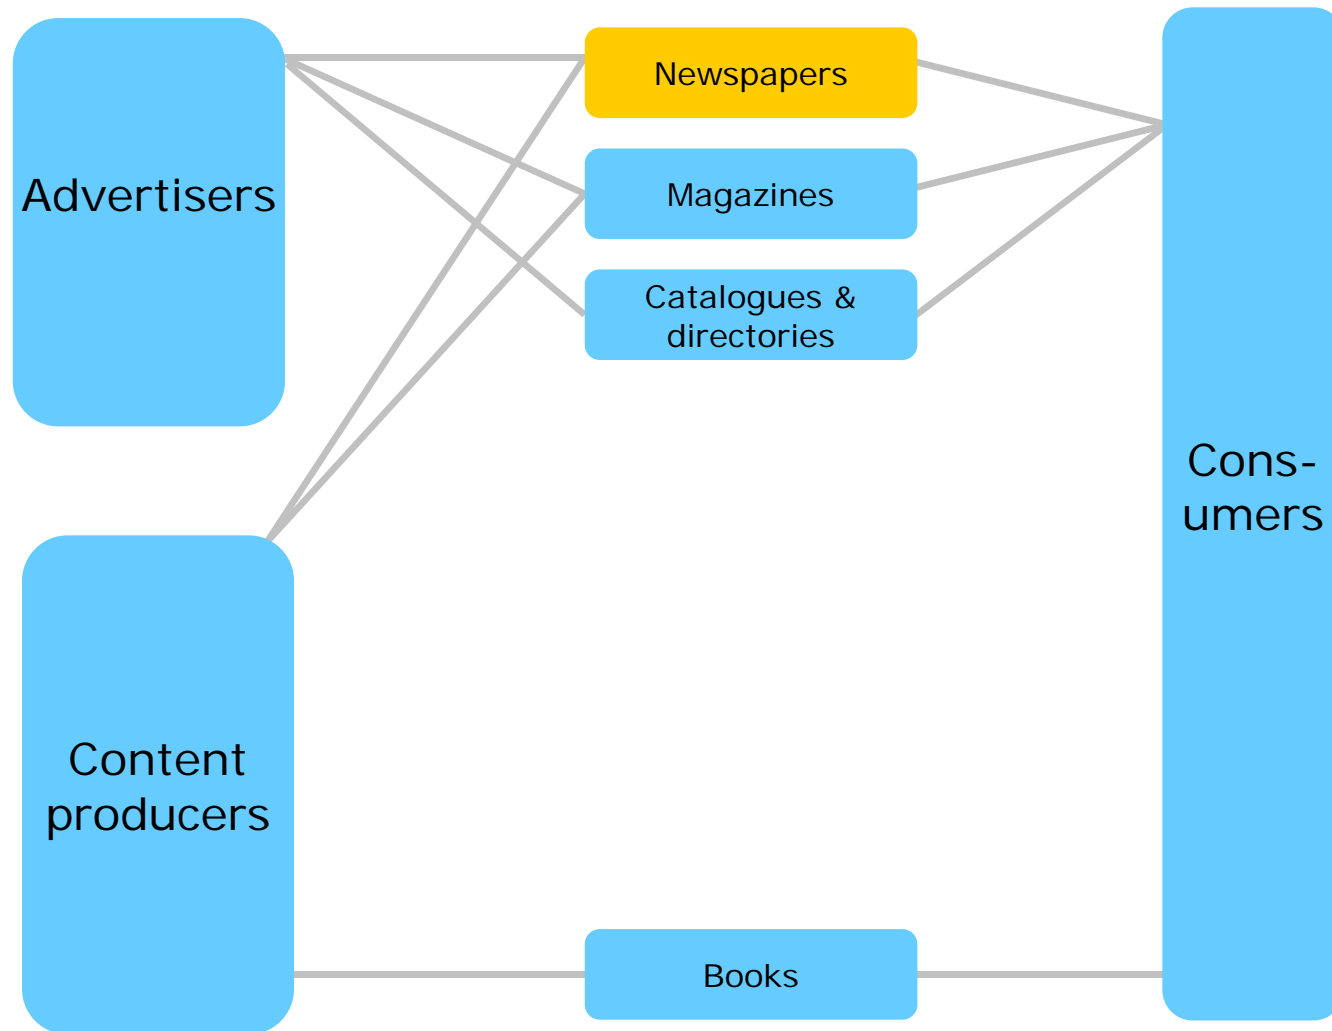 Advertisers
Newspapers
Magazines
Catalogues &
directories
Cons-
umers
Content
producers
Books